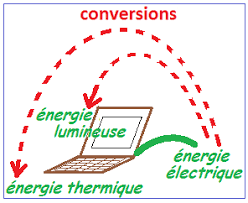 conversions
énergie
lumineuse
énergie
électrique
énergie thermique